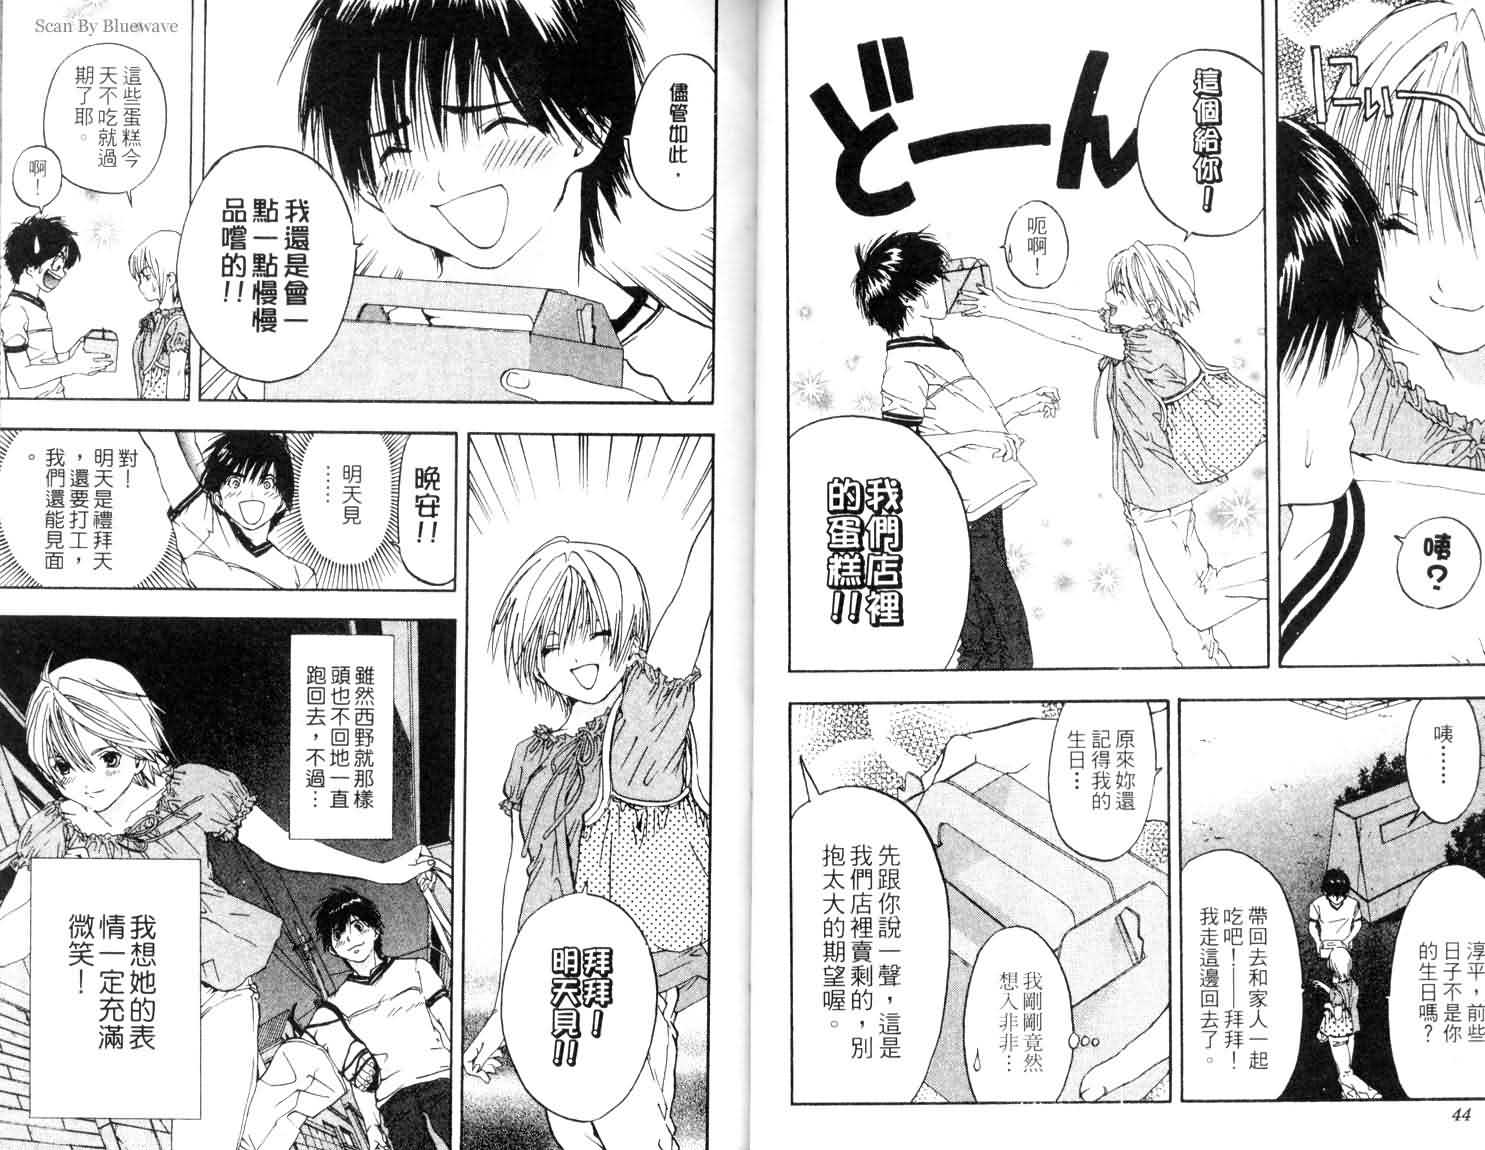 ニいーっ
咦?
這個給你!
どーん
呃啊!
我們店裡
的蛋糕!!
咦……
淳平,前些
日子不是你
的生日嗎?
帶回去和家人一起
吃吧!——拜拜!
我走這邊回去了。
原來妳還
記得我的
生日…
我剛剛竟然
想入非非…
先跟你說一聲,這是
我們店裡賣剩的,別
抱太大的期望喔。
44
儘管如此,
我還是會一
點一點慢慢
品嚐的!!
這些蛋糕今
天不吃就過
期了耶。
啊!
拜拜!
明天見!!
晚安!!
明天見
……
對!
明天是禮拜天
,還要打工,
我們還能見面
。
雖然西野就那樣
頭也不回地一直
跑回去,不過…
我想她的表
情一定充滿
微笑!
Scan By Bluewave